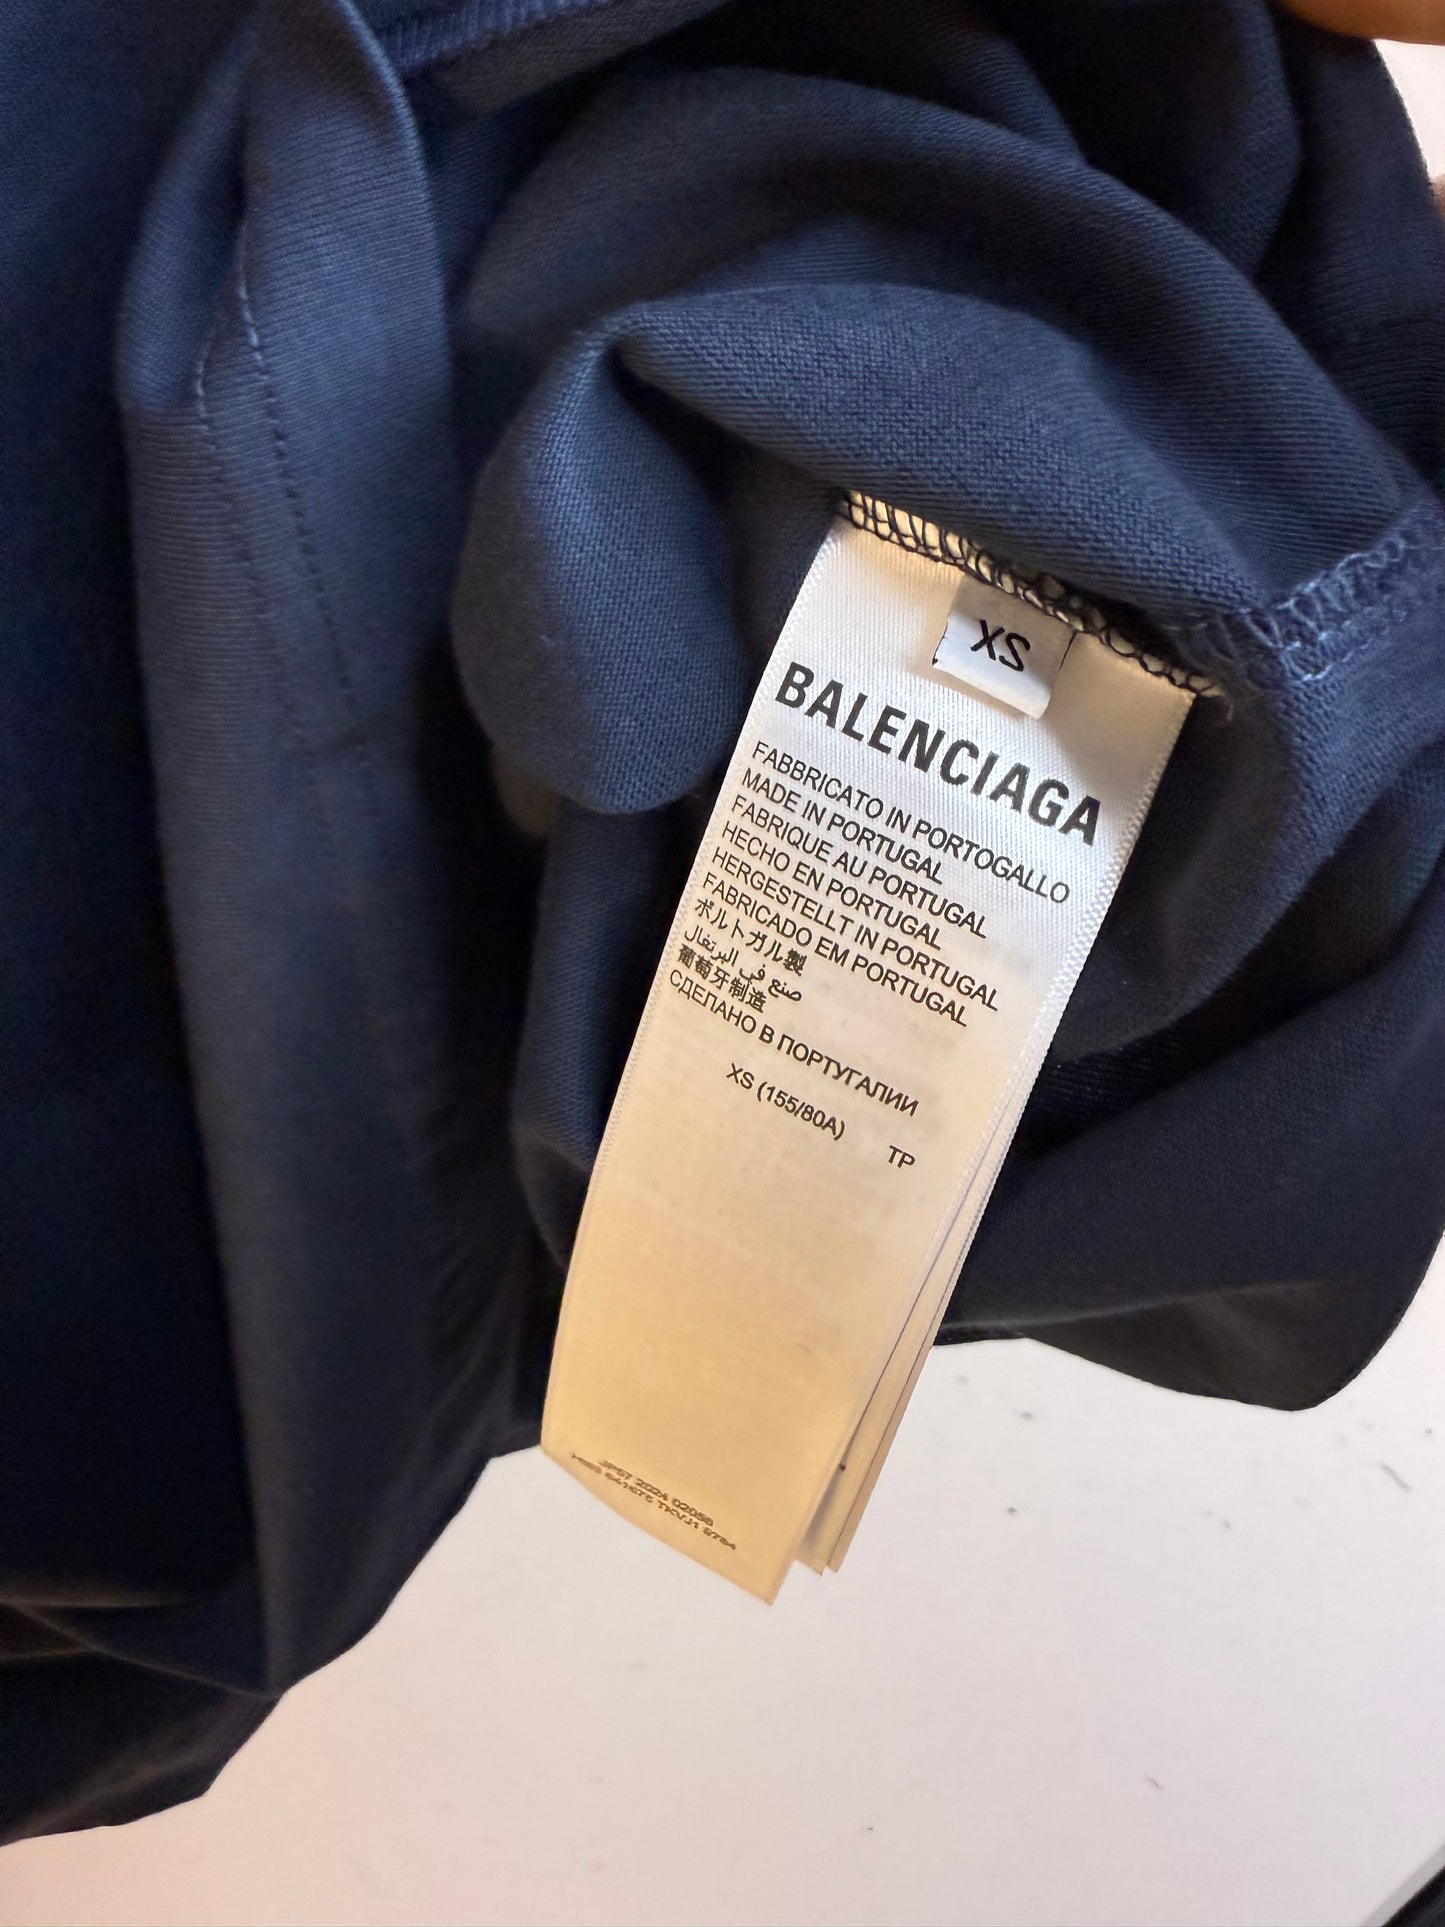 XS
BALENCIAGA
FABBRICATO IN PORTOGALLO
MADE IN PORTUGAL
FABRIQUE AU PORTUGAL
HECHO EN PORTUGAL
HERGESTELLT IN PORTUGAL
FABRICADO EM PORTUGAL
ポルトガル製
صنع في البرتغال
葡萄牙制造
СДЕЛАНО В ПОРТУГАЛИИ
XS (155/80A) TP